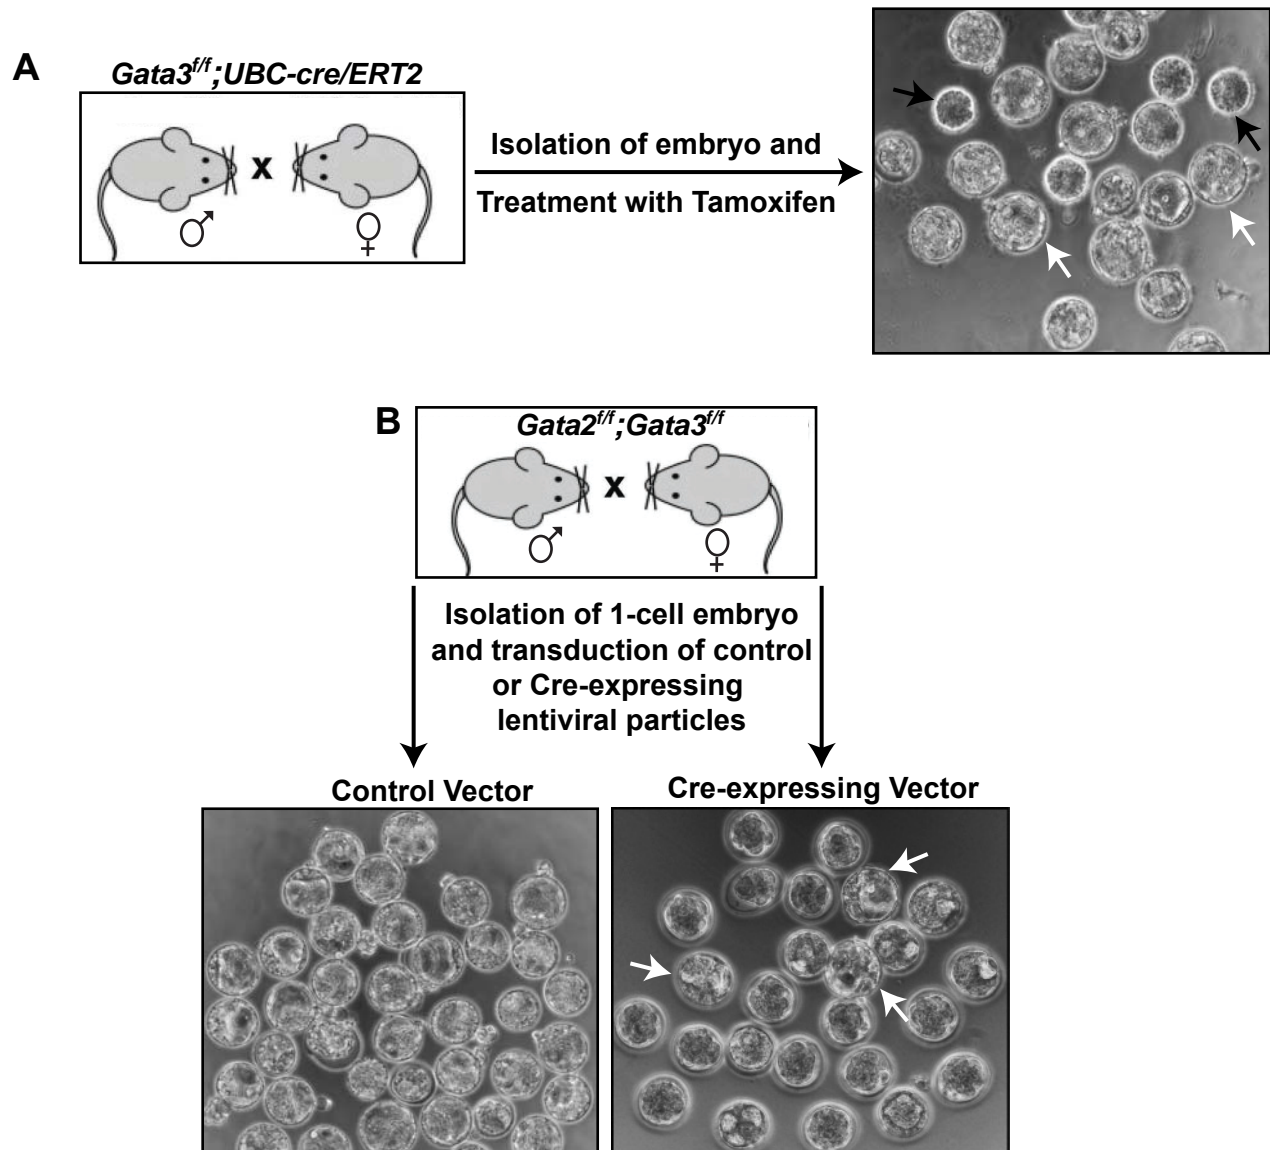 A
Gata3f/f;UBC-cre/ERT2
x
♂
♀
Isolation of embryo and
Treatment with Tamoxifen
B
Gata2f/f;Gata3f/f
x
♂
♀
Isolation of 1-cell embryo
and transduction of control
or Cre-expressing
lentiviral particles
Control Vector
Cre-expressing Vector